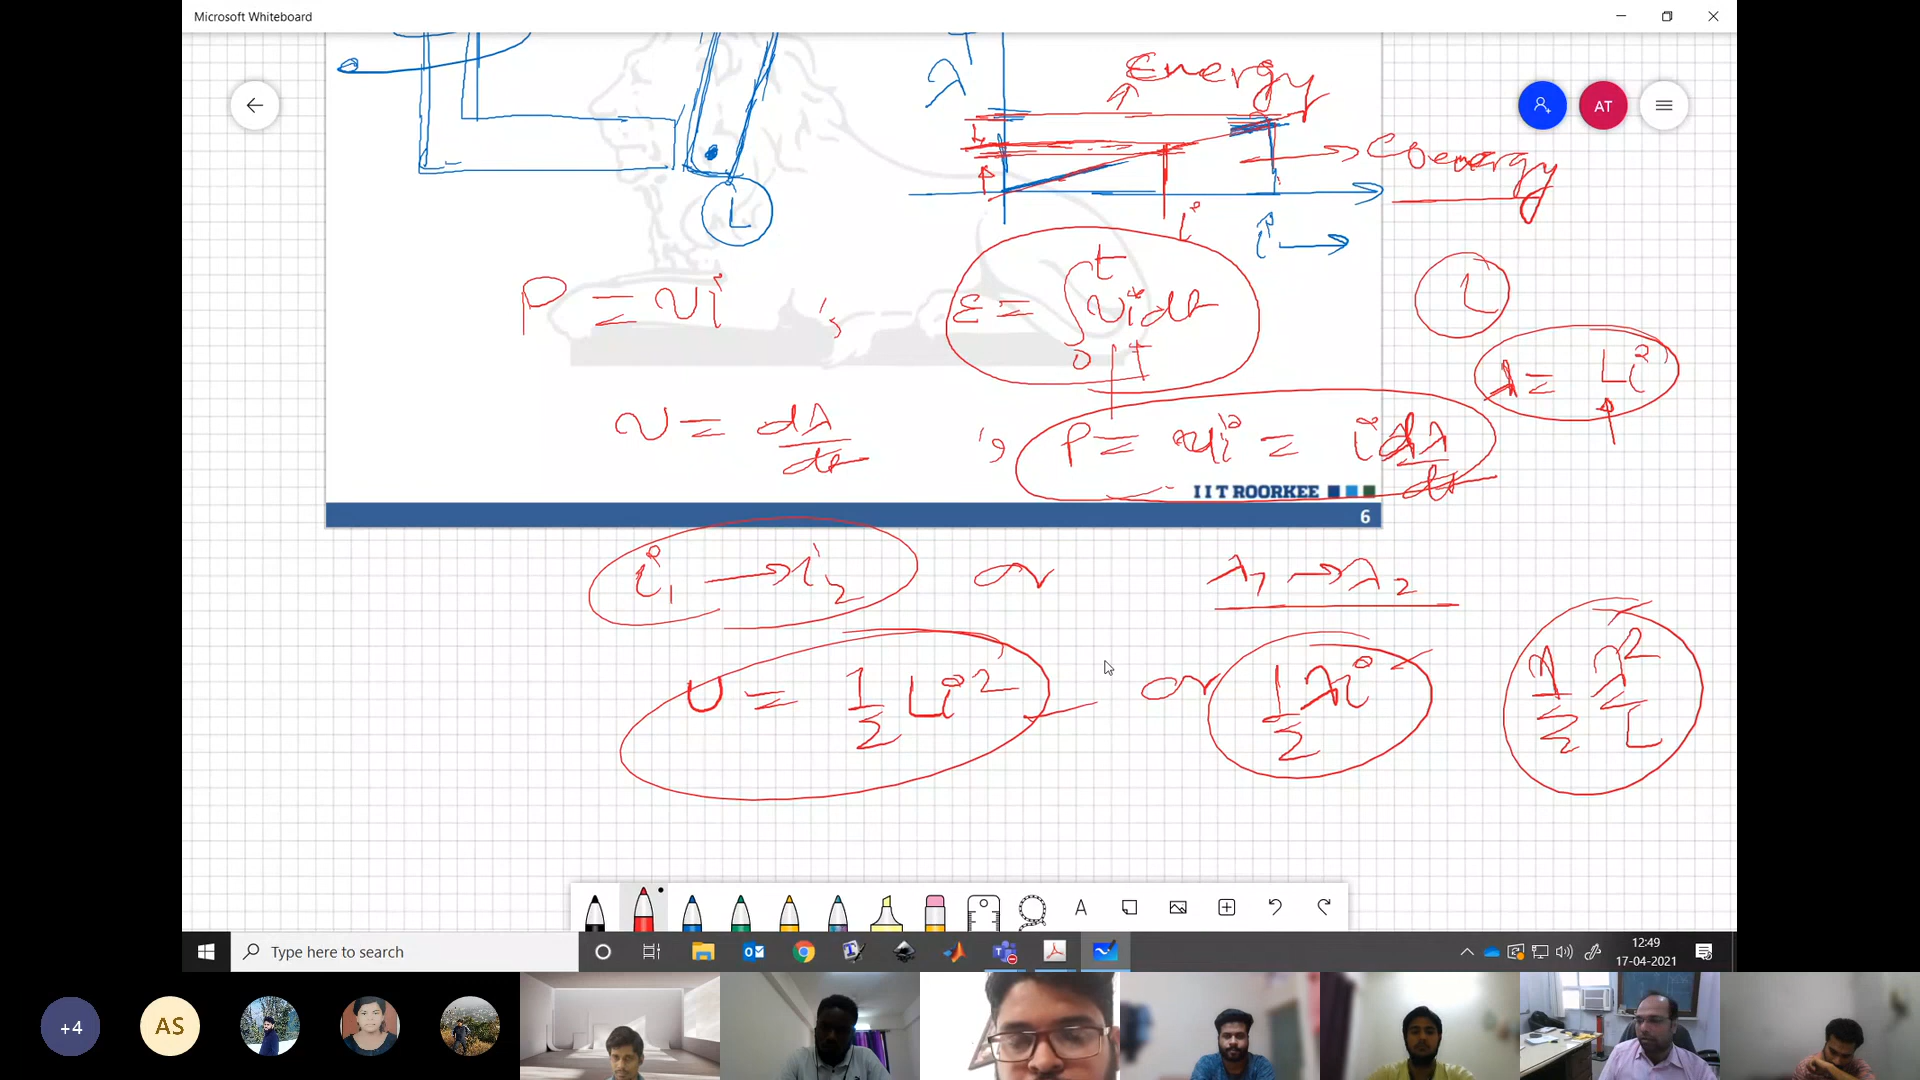 Microsoft Whiteboard
λ
Energy
Coenergy
i
i
L
AT
P = vi ; ε = ∫₀ᵗ vi dt
L
λ = Li
v = dλ/dt ; P = vi = i dλ/dt
IIT ROORKEE
6
i₁ → i₂ or λ₁ → λ₂
U = 1/2 Li² or 1/2 λi 1/2 λ²/L
A
Type here to search
12:49
17-04-2021
+4
AS